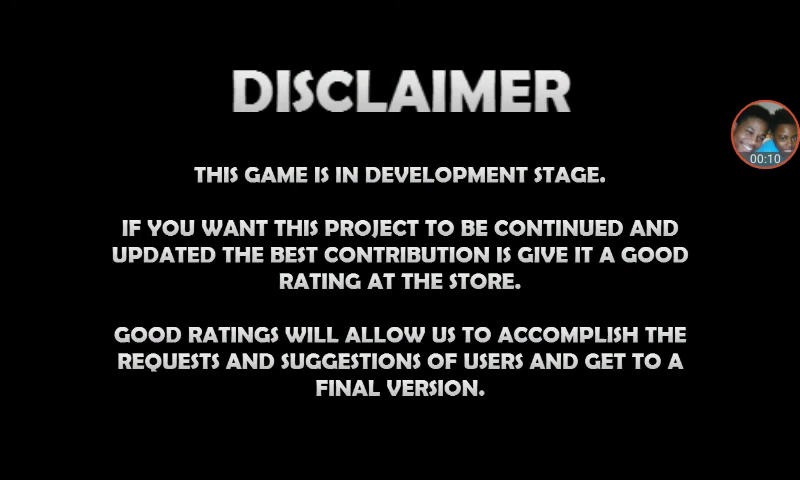 DISCLAIMER
THIS GAME IS IN DEVELOPMENT STAGE.
IF YOU WANT THIS PROJECT TO BE CONTINUED AND
UPDATED THE BEST CONTRIBUTION IS GIVE IT A GOOD
RATING AT THE STORE.
GOOD RATINGS WILL ALLOW US TO ACCOMPLISH THE
REQUESTS AND SUGGESTIONS OF USERS AND GET TO A
FINAL VERSION.
00:10